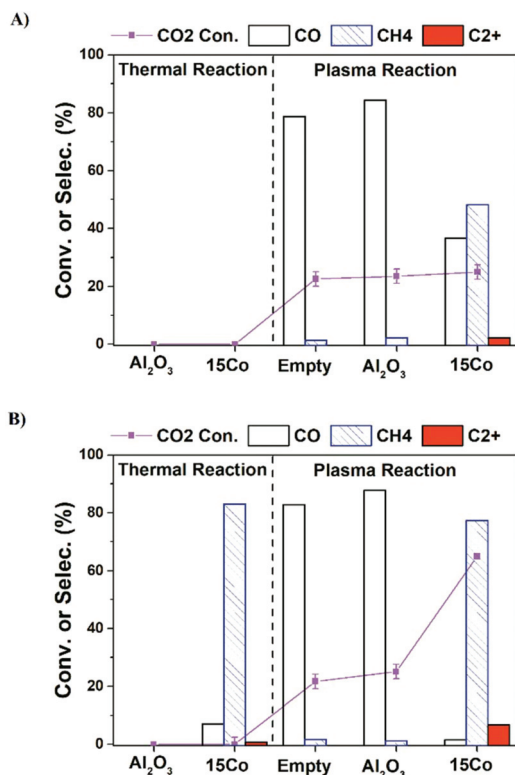 A)
CO2 Con. CO CH4 C2+
Thermal Reaction Plasma Reaction
Conv. or Selec. (%)
100
80
60
40
20
0
Al₂O₃ 15Co Empty Al₂O₃ 15Co
B)
CO2 Con. CO CH4 C2+
Thermal Reaction Plasma Reaction
Conv. or Selec. (%)
100
80
60
40
20
0
Al₂O₃ 15Co Empty Al₂O₃ 15Co